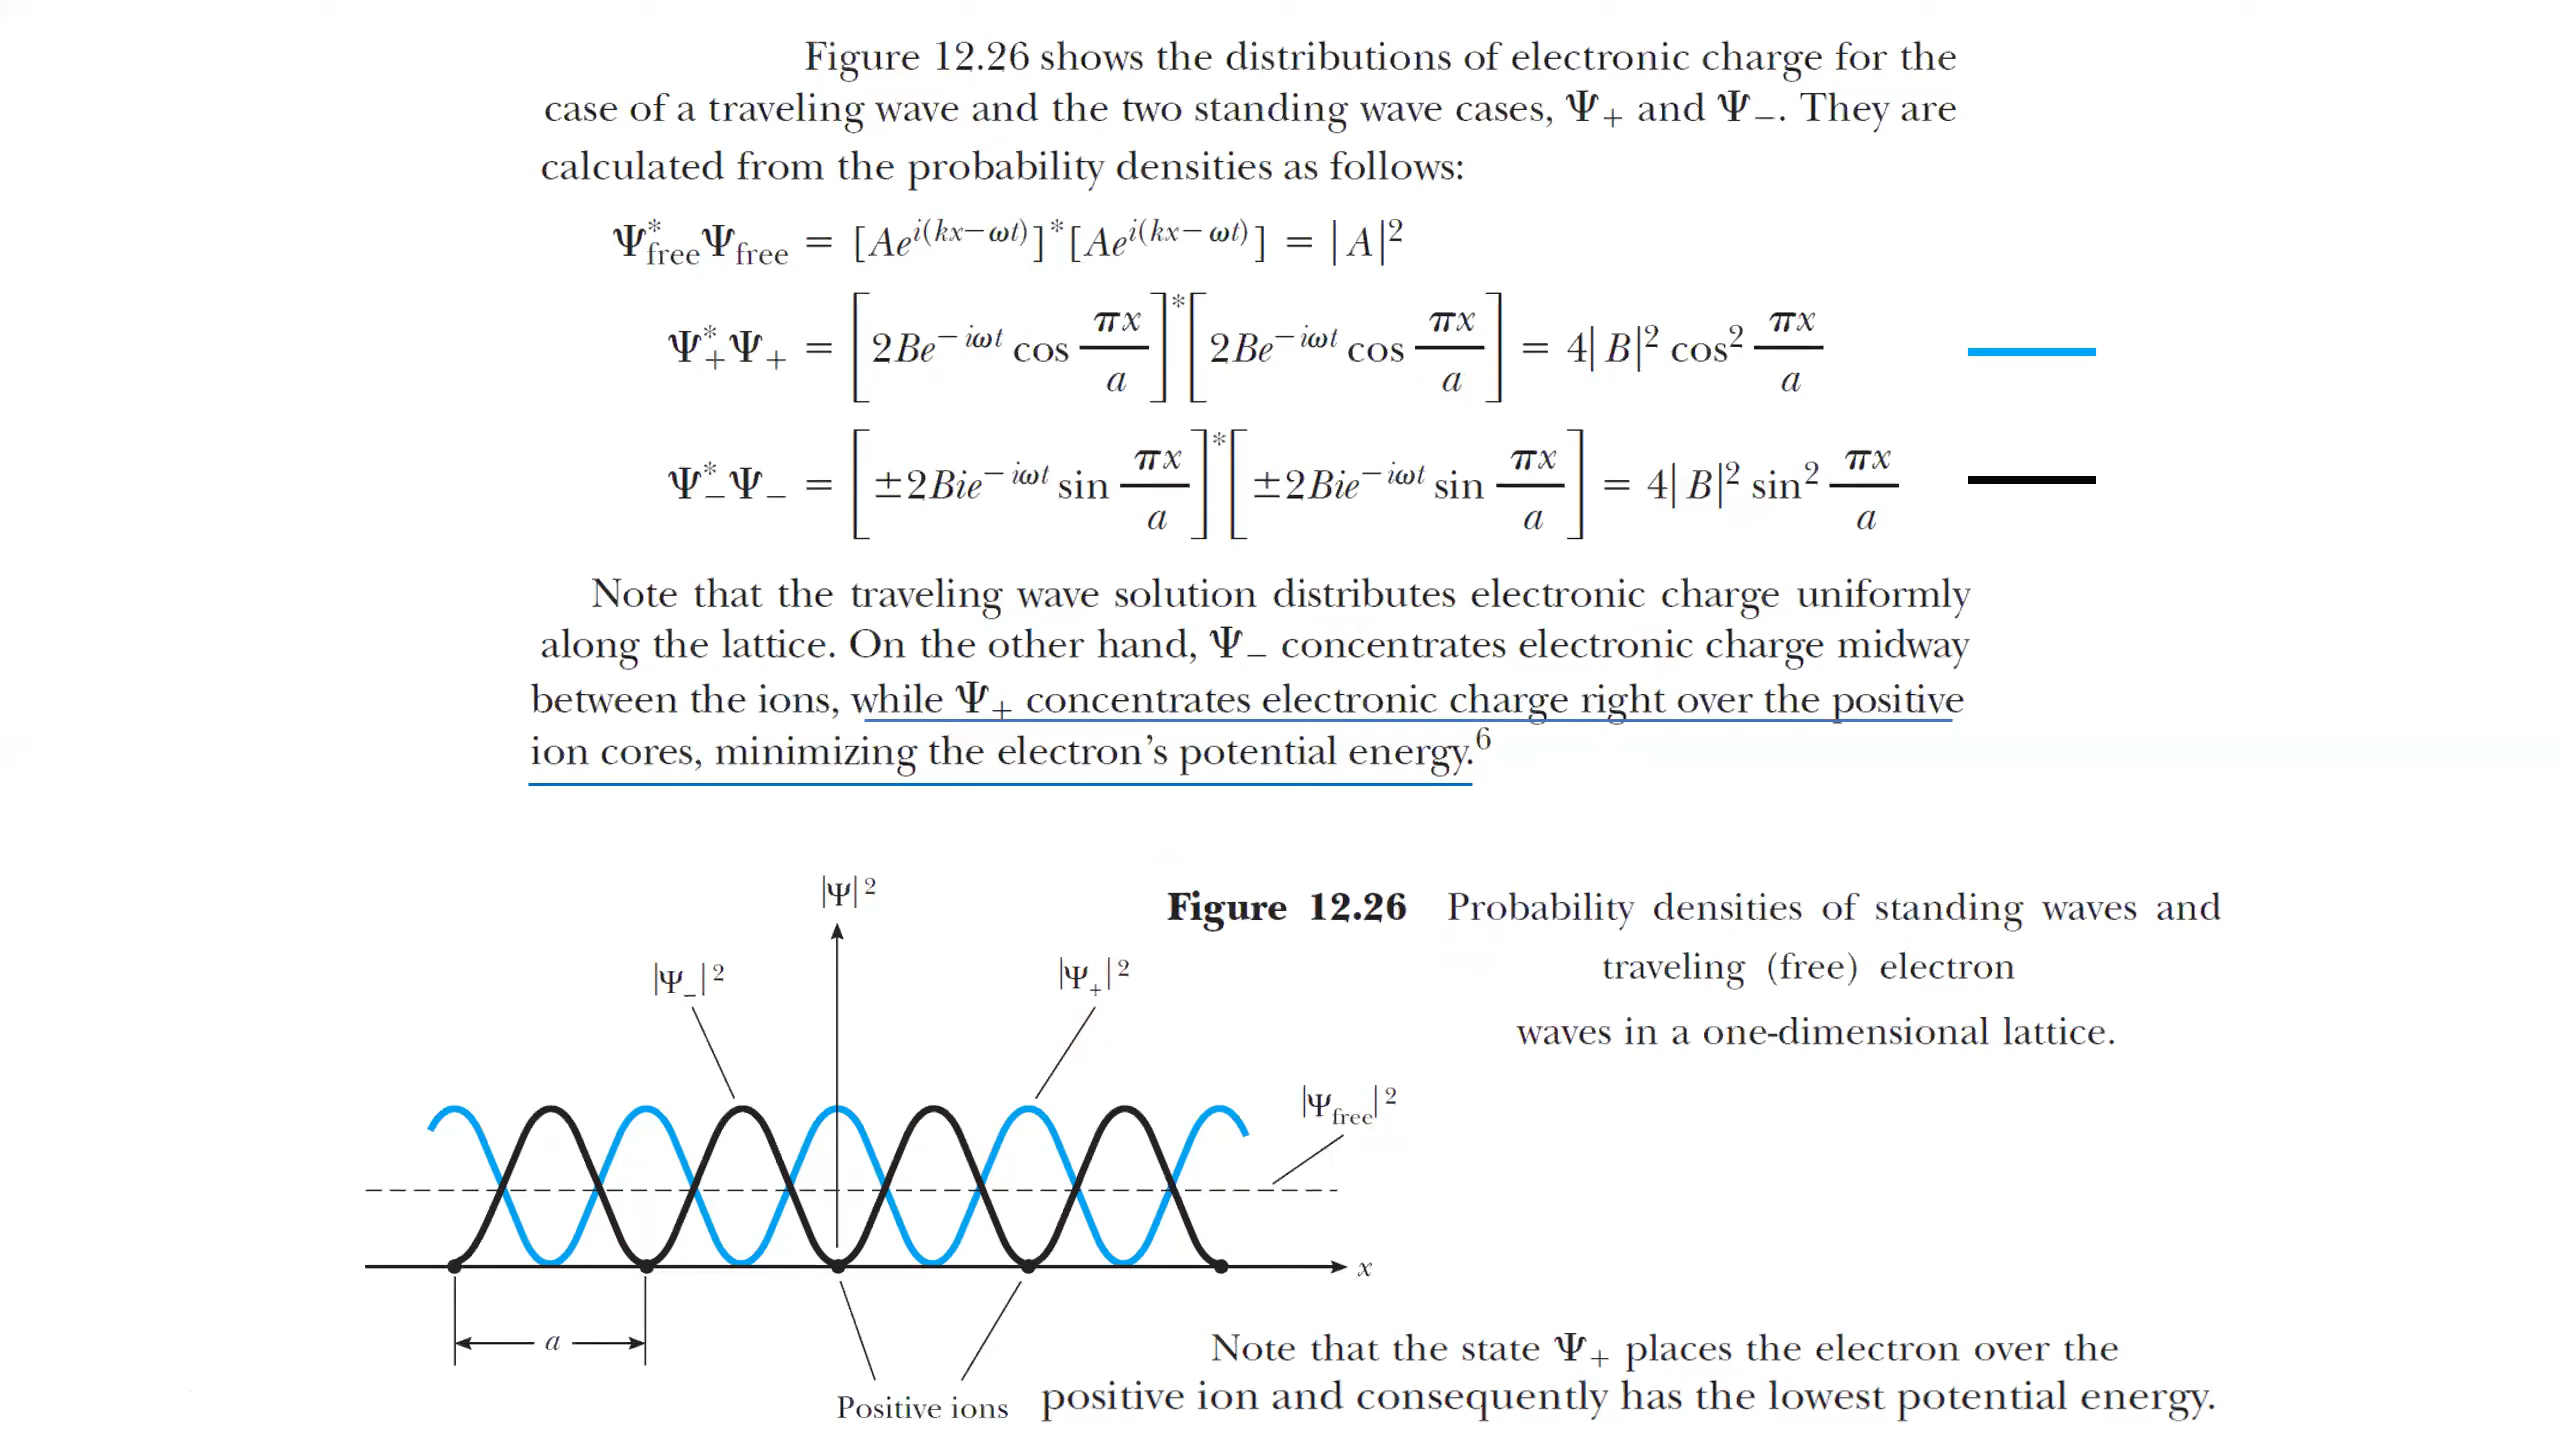 Figure 12.26 shows the distributions of electronic charge for the
case of a traveling wave and the two standing wave cases, Ψ₊ and Ψ₋. They are
calculated from the probability densities as follows:
Ψ*_free Ψ_free = [Ae^{i(kx−ωt)}]*[Ae^{i(kx−ωt)}] = |A|²
Ψ*₊Ψ₊ = [2Be^{−iωt} cos πx/a]*[2Be^{−iωt} cos πx/a] = 4|B|² cos² πx/a
Ψ*₋Ψ₋ = [±2Bie^{−iωt} sin πx/a]*[±2Bie^{−iωt} sin πx/a] = 4|B|² sin² πx/a
Note that the traveling wave solution distributes electronic charge uniformly
along the lattice. On the other hand, Ψ₋ concentrates electronic charge midway
between the ions, while Ψ₊ concentrates electronic charge right over the positive
ion cores, minimizing the electron’s potential energy.⁶
|Ψ|²
Figure 12.26 Probability densities of standing waves and
traveling (free) electron
waves in a one-dimensional lattice.
|Ψ₋|²
|Ψ₊|²
|Ψ_free|²
x
a
Positive ions
Note that the state Ψ₊ places the electron over the
positive ion and consequently has the lowest potential energy.